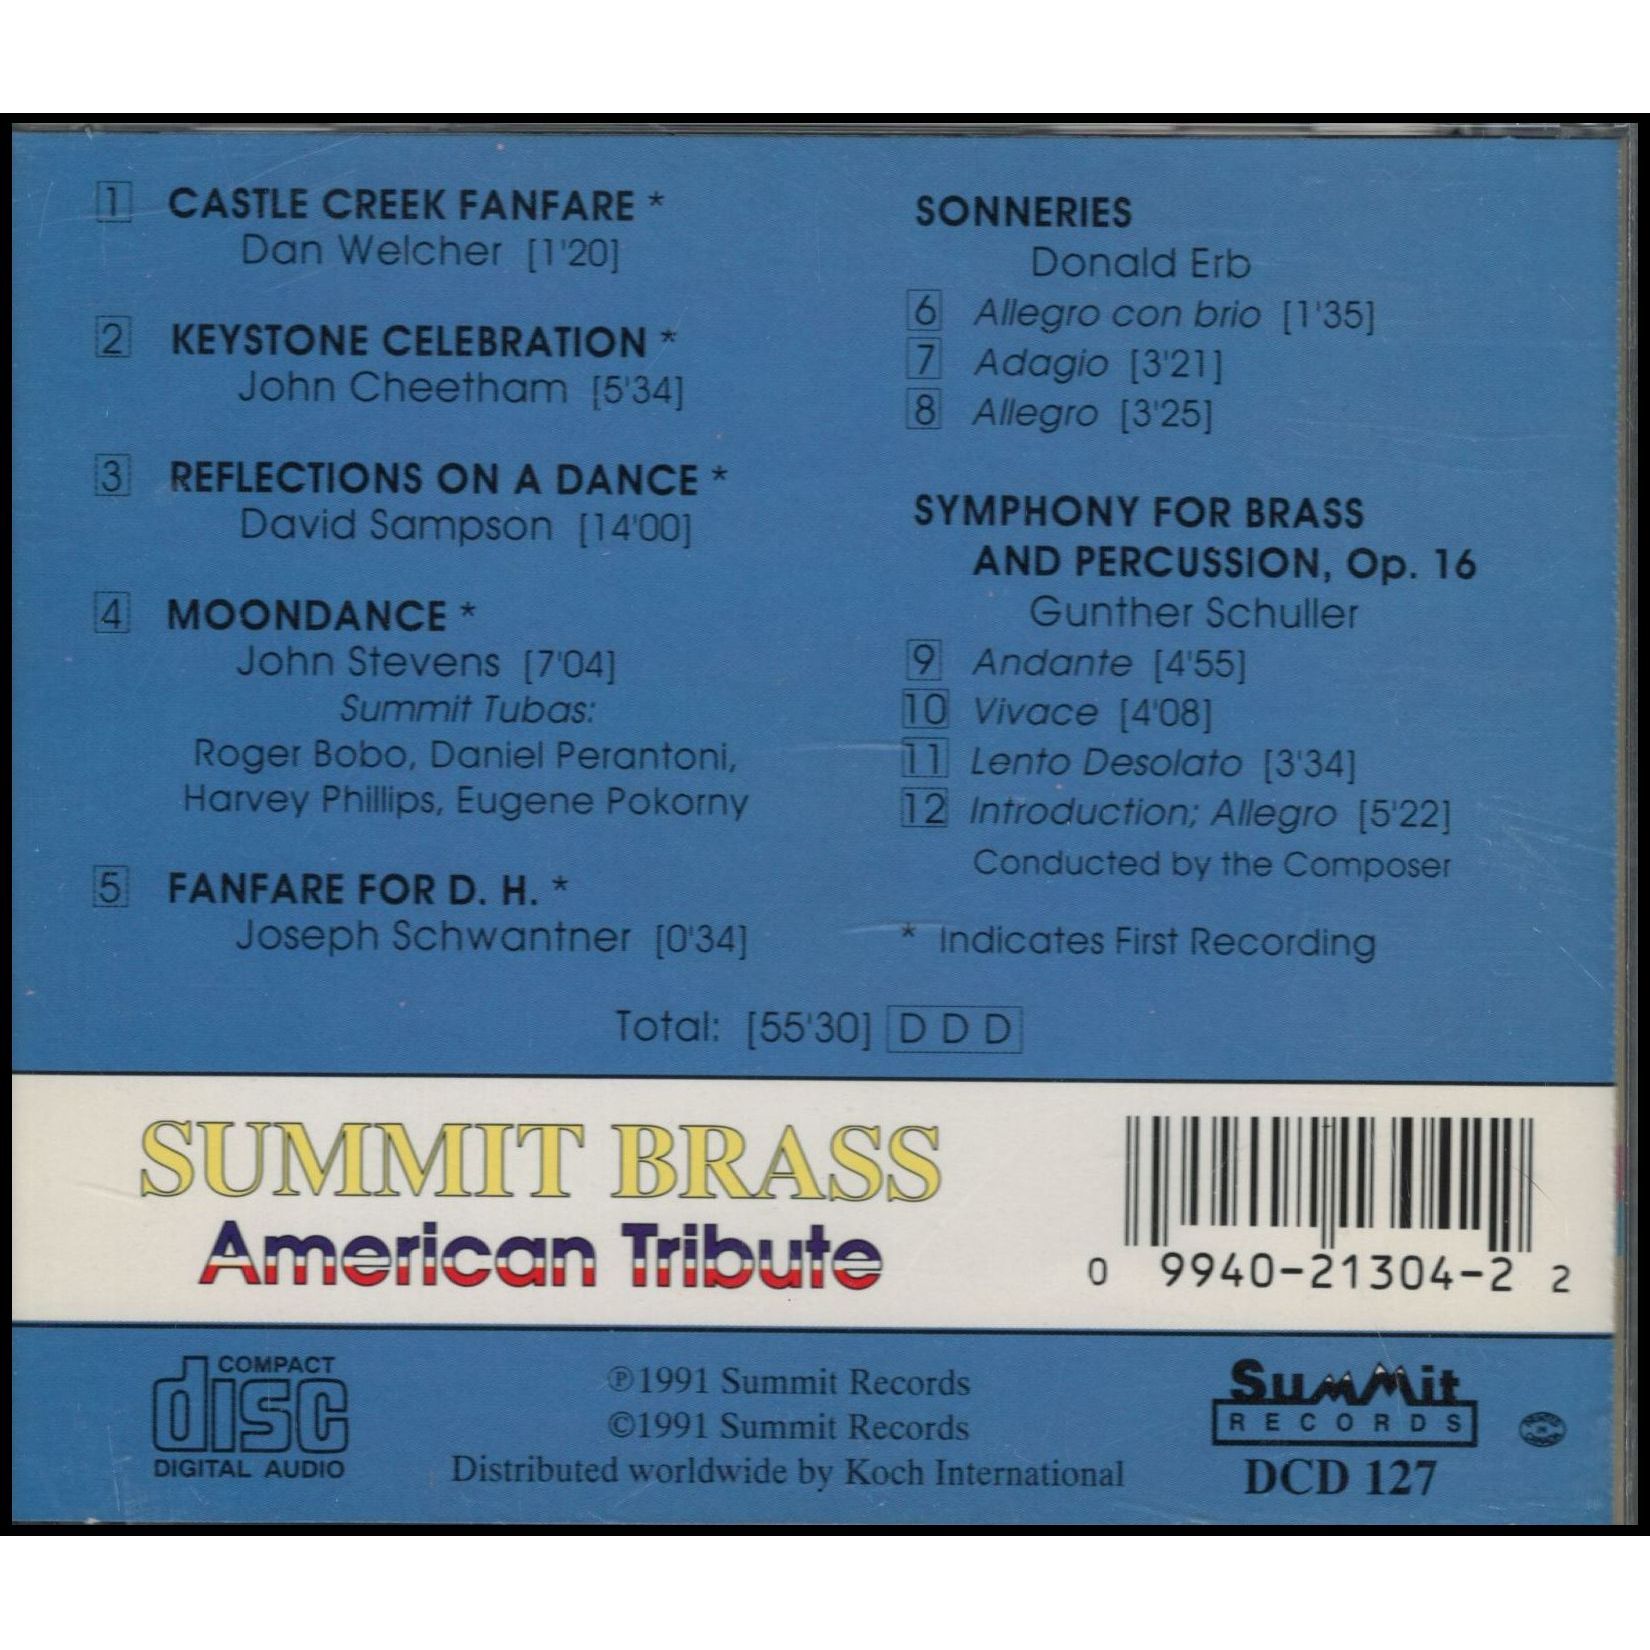 1 CASTLE CREEK FANFARE *
Dan Welcher [1'20]
2 KEYSTONE CELEBRATION *
John Cheetham [5'34]
3 REFLECTIONS ON A DANCE *
David Sampson [14'00]
4 MOONDANCE *
John Stevens [7'04]
Summit Tubas:
Roger Bobo, Daniel Perantoni,
Harvey Phillips, Eugene Pokorny
5 FANFARE FOR D. H. *
Joseph Schwantner [0'34]
SONNERIES
Donald Erb
6 Allegro con brio [1'35]
7 Adagio [3'21]
8 Allegro [3'25]
SYMPHONY FOR BRASS
AND PERCUSSION, Op. 16
Gunther Schuller
9 Andante [4'55]
10 Vivace [4'08]
11 Lento Desolato [3'34]
12 Introduction; Allegro [5'22]
Conducted by the Composer
* Indicates First Recording
Total: [55'30] D D D
SUMMIT BRASS
American Tribute
0 9940-21304-2 2
COMPACT
disc
DIGITAL AUDIO
℗1991 Summit Records
©1991 Summit Records
Distributed worldwide by Koch International
Summit
RECORDS
DCD 127